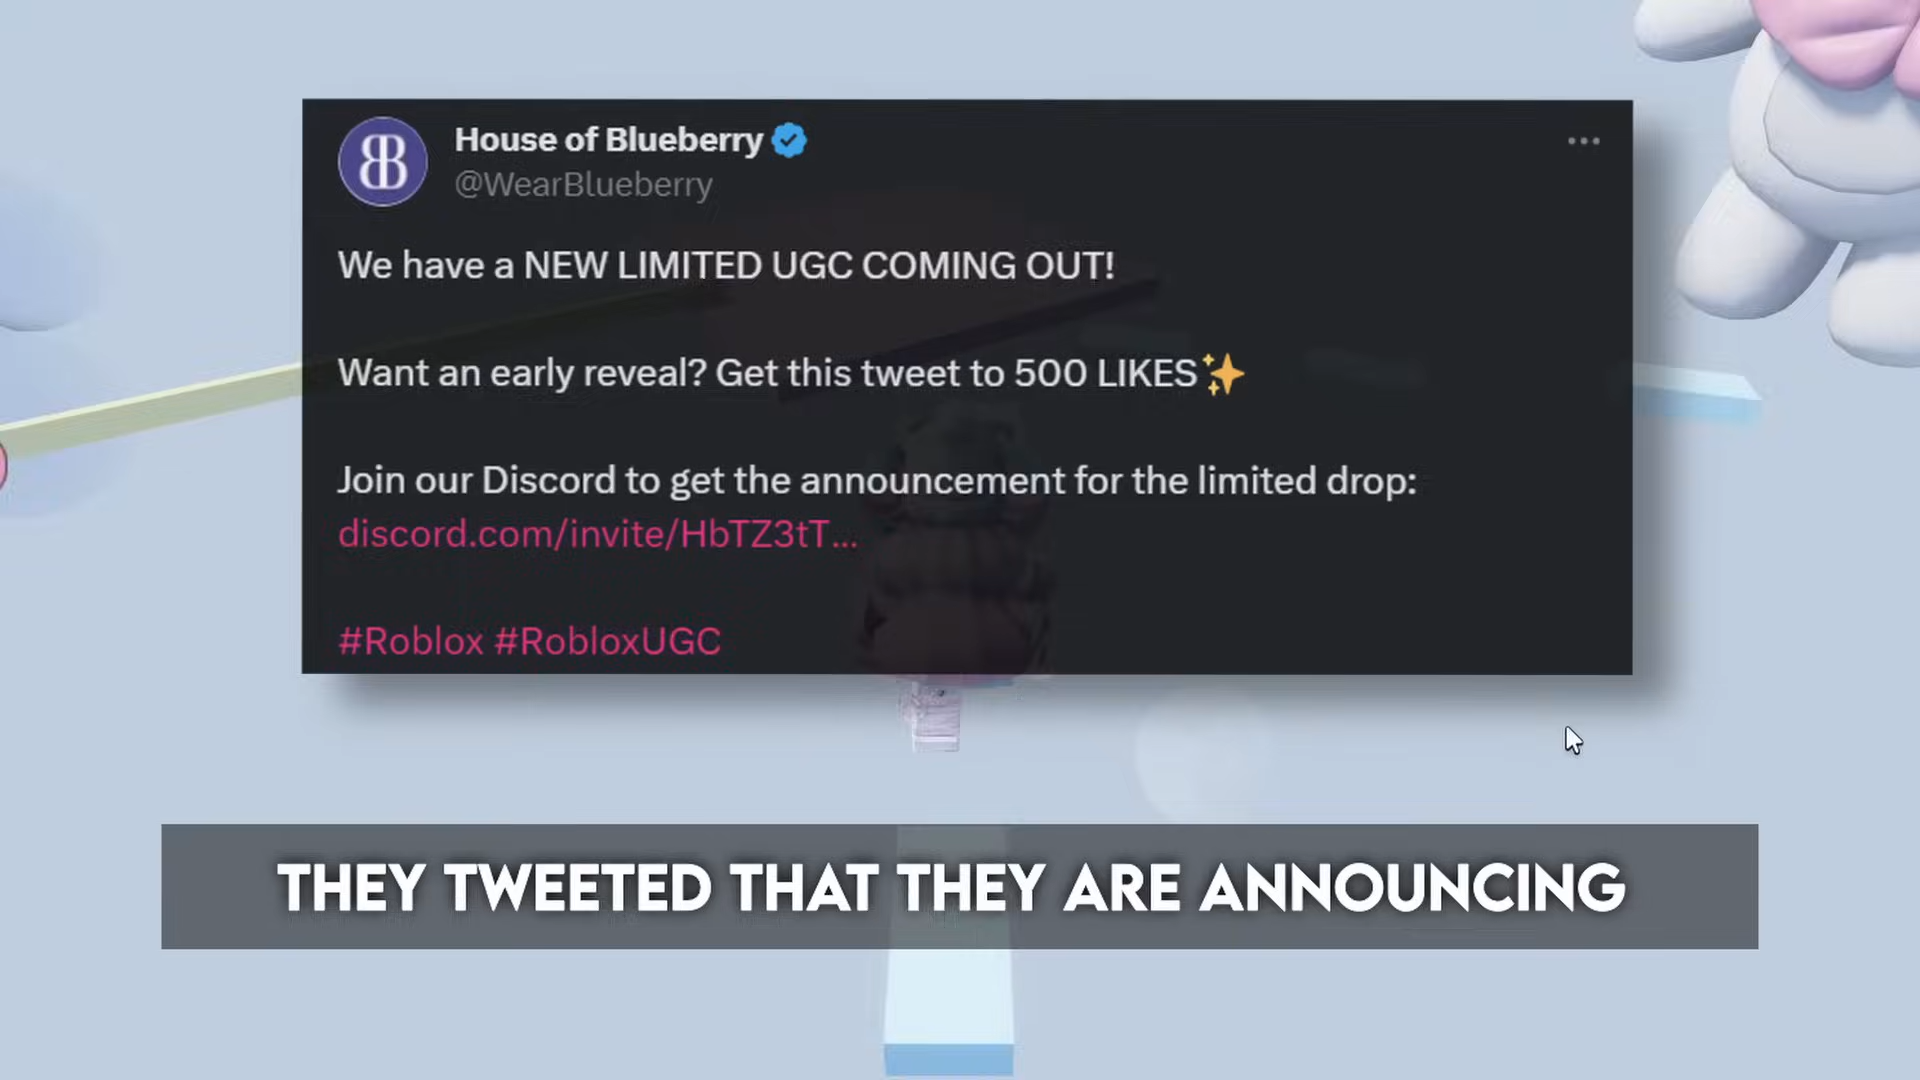 House of Blueberry
@WearBlueberry
We have a NEW LIMITED UGC COMING OUT!
Want an early reveal? Get this tweet to 500 LIKES✨
Join our Discord to get the announcement for the limited drop:
discord.com/invite/HbTZ3tT...
#Roblox #RobloxUGC
THEY TWEETED THAT THEY ARE ANNOUNCING